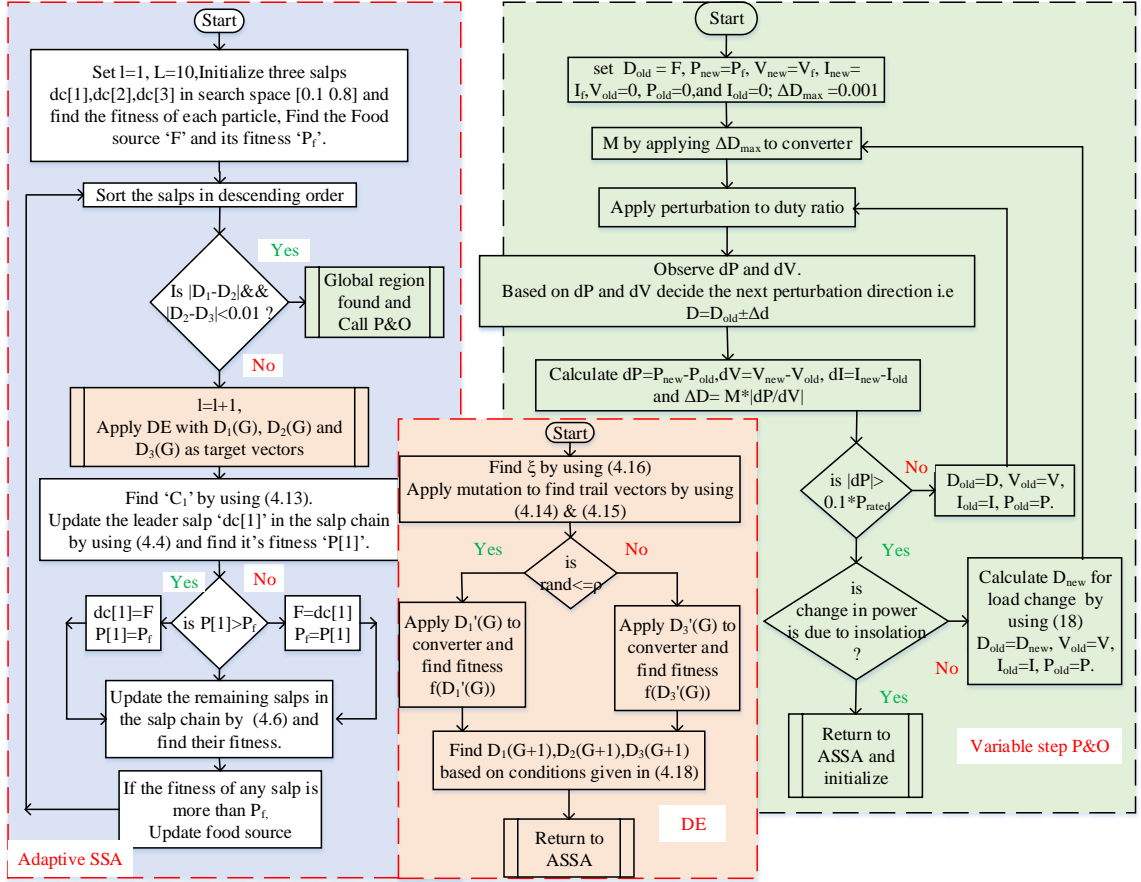 Start
Set l=1, L=10,Initialize three salps
dc[1],dc[2],dc[3] in search space [0.1 0.8] and
find the fitness of each particle, Find the Food
source ‘F’ and its fitness ‘Pf’.
Sort the salps in descending order
Yes
Is |D1-D2|&&
|D2-D3|<0.01 ?
Global region
found and
Call P&O
No
l=l+1,
Apply DE with D1(G), D2(G) and
D3(G) as target vectors
Find ‘C1’ by using (4.13).
Update the leader salp ‘dc[1]’ in the salp chain
by using (4.4) and find it’s fitness ‘P[1]’.
Yes
No
dc[1]=F
P[1]=Pf
is P[1]>Pf
F=dc[1]
Pf=P[1]
Update the remaining salps in
the salp chain by (4.6) and
find their fitness.
If the fitness of any salp is
more than Pf,
Update food source
Adaptive SSA
Start
Find ξ by using (4.16)
Apply mutation to find trail vectors by using
(4.14) & (4.15)
Yes
No
is
rand<=ρ
Apply D1'(G) to
converter and
find fitness
f(D1'(G))
Apply D3'(G) to
converter and
find fitness
f(D3'(G))
Find D1(G+1),D2(G+1),D3(G+1)
based on conditions given in (4.18)
Return to
ASSA
DE
Start
set Dold = F, Pnew=Pf, Vnew=Vf, Inew=
If,Vold=0, Pold=0,and Iold=0; ΔDmax =0.001
M by applying ΔDmax to converter
Apply perturbation to duty ratio
Observe dP and dV.
Based on dP and dV decide the next perturbation direction i.e
D=Dold±Δd
Calculate dP=Pnew-Pold,dV=Vnew-Vold, dI=Inew-Iold
and ΔD= M*|dP/dV|
is |dP|>
0.1*Prated
No
Dold=D, Vold=V,
Iold=I, Pold=P.
Yes
is
change in power
is due to insolation
?
No
Calculate Dnew for
load change by
using (18)
Dold=Dnew, Vold=V,
Iold=I, Pold=P.
Yes
Return to
ASSA and
initialize
Variable step P&O